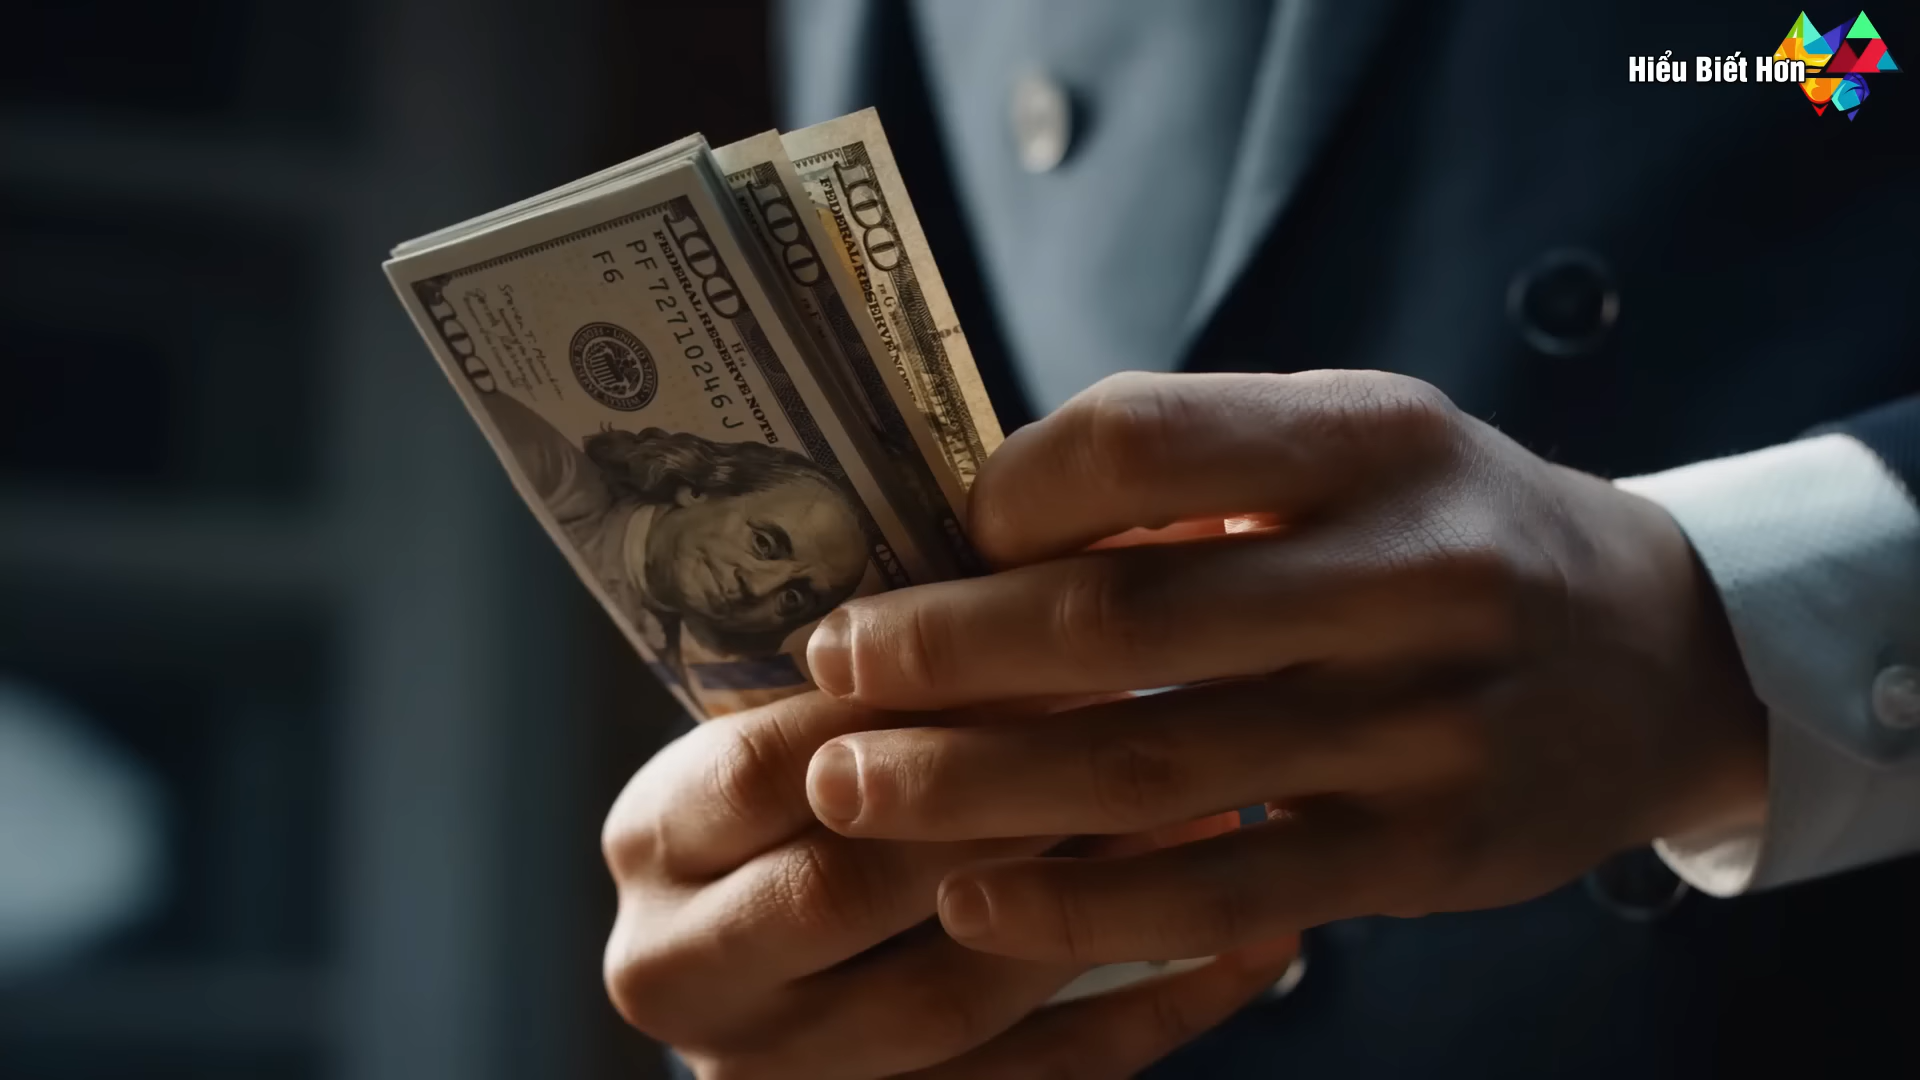 Hiểu Biết Hơn
100
FEDERAL RESERVE NOTE
PF 72710246 J
F6
100
100
100
FEDERAL RESERVE NOTE